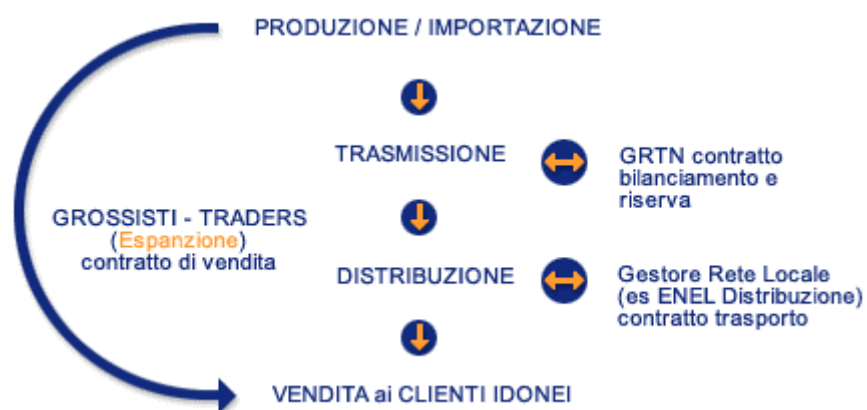 PRODUZIONE / IMPORTAZIONE
TRASMISSIONE
GRTN contratto
bilanciamento e
riserva
GROSSISTI - TRADERS
(Espanzione)
contratto di vendita
DISTRIBUZIONE
Gestore Rete Locale
(es ENEL Distribuzione)
contratto trasporto
VENDITA ai CLIENTI IDONEI